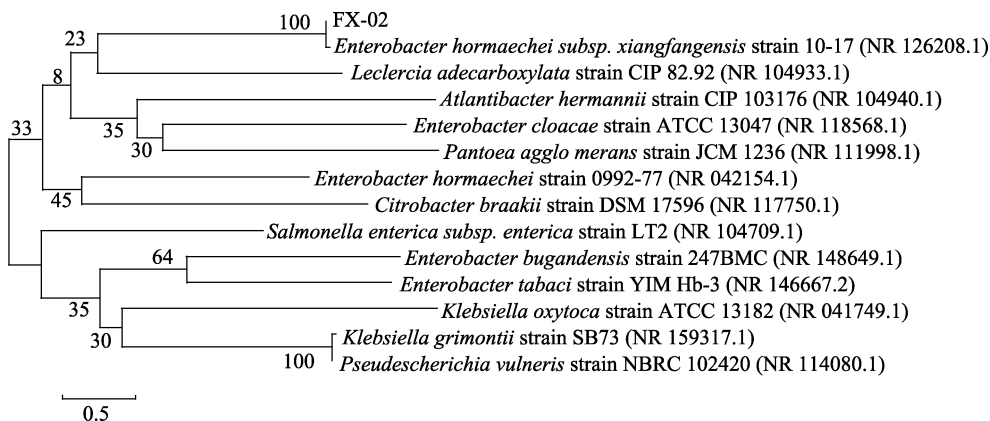 100 FX-02
23 Enterobacter hormaechei subsp. xiangfangensis strain 10-17 (NR 126208.1)
Leclercia adecarboxylata strain CIP 82.92 (NR 104933.1)
8
Atlantibacter hermannii strain CIP 103176 (NR 104940.1)
33 35 Enterobacter cloacae strain ATCC 13047 (NR 118568.1)
30 Pantoea agglo merans strain JCM 1236 (NR 111998.1)
Enterobacter hormaechei strain 0992-77 (NR 042154.1)
45 Citrobacter braakii strain DSM 17596 (NR 117750.1)
Salmonella enterica subsp. enterica strain LT2 (NR 104709.1)
64 Enterobacter bugandensis strain 247BMC (NR 148649.1)
Enterobacter tabaci strain YIM Hb-3 (NR 146667.2)
35 Klebsiella oxytoca strain ATCC 13182 (NR 041749.1)
30 Klebsiella grimontii strain SB73 (NR 159317.1)
100 Pseudescherichia vulneris strain NBRC 102420 (NR 114080.1)
0.5